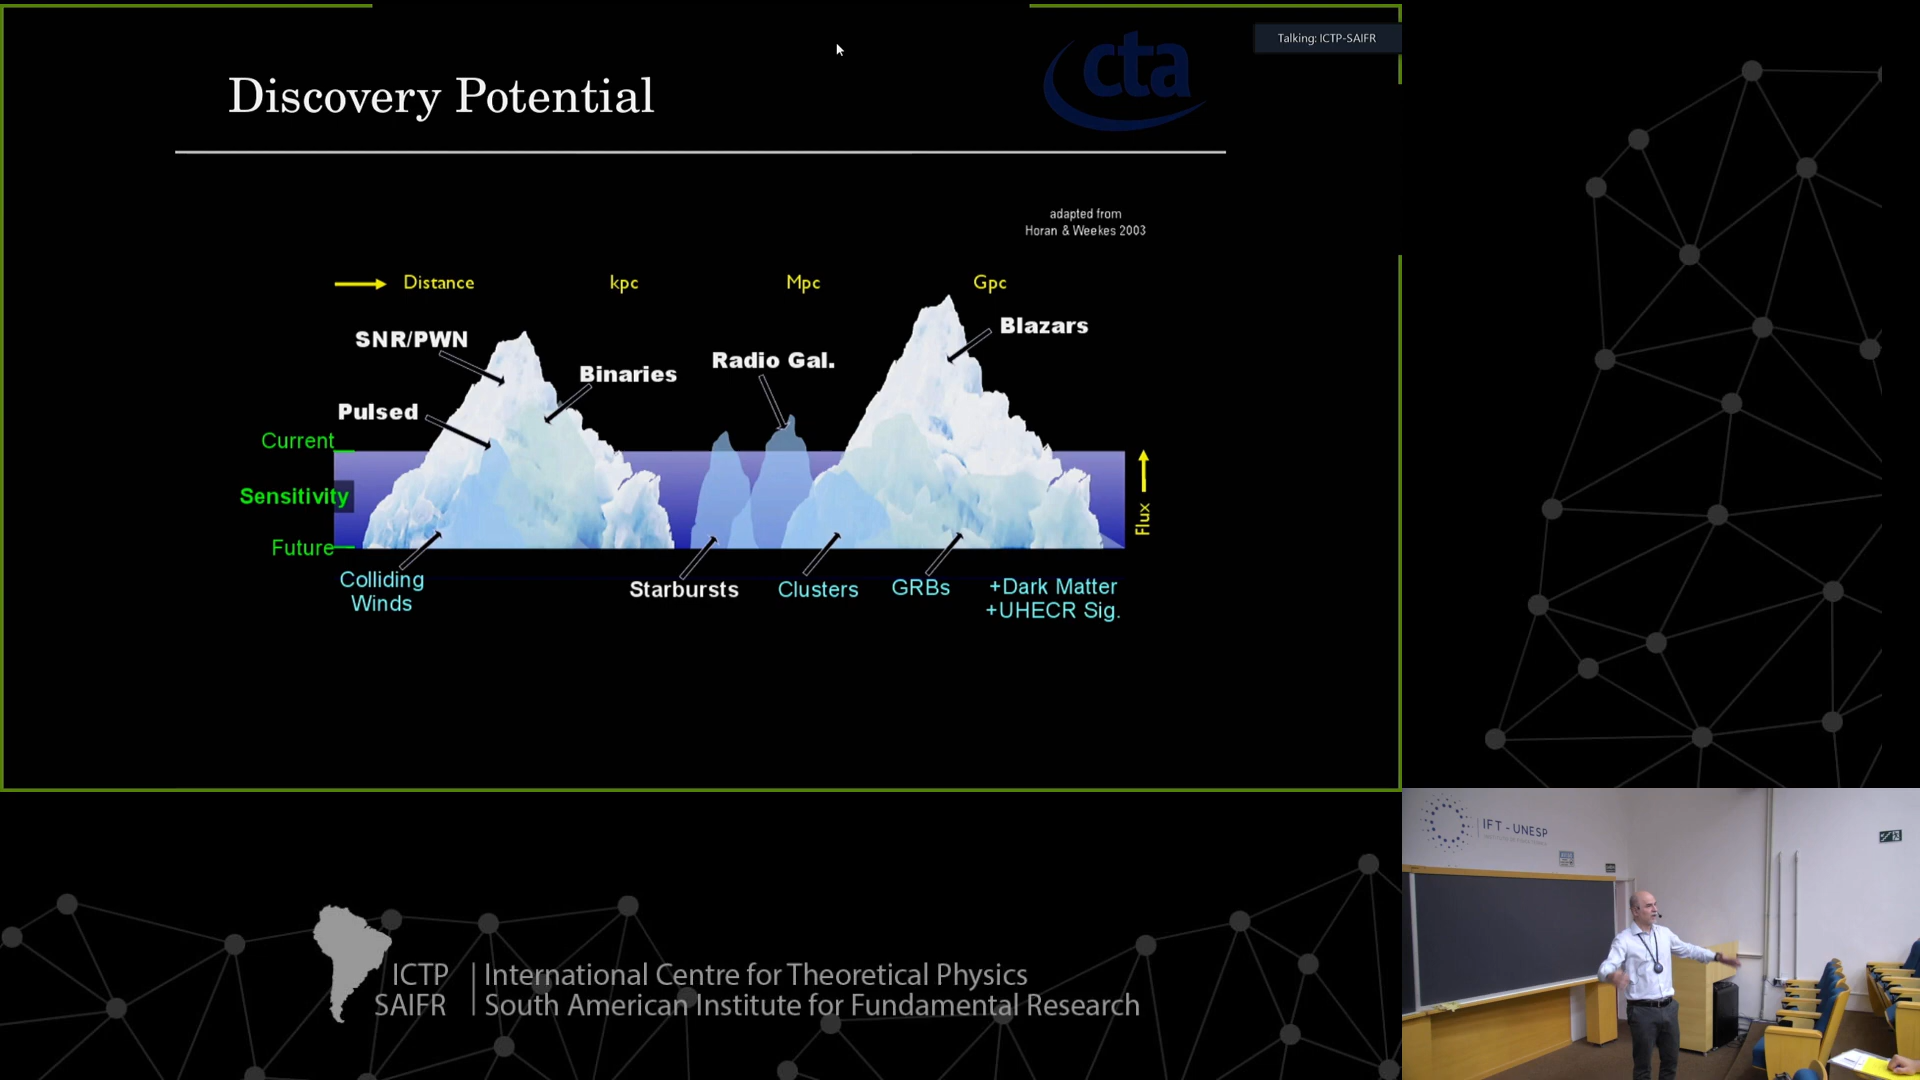 Talking: ICTP-SAIFR
cta
Discovery Potential
adapted from
Horan & Weekes 2003
Distance kpc Mpc Gpc
SNR/PWN
Blazars
Radio Gal.
Binaries
Pulsed
Current
Sensitivity
Flux
Future
Colliding
Winds
Starbursts
Clusters
GRBs
+Dark Matter
+UHECR Sig.
IFT - UNESP
ICTP
SAIFR
International Centre for Theoretical Physics
South American Institute for Fundamental Research